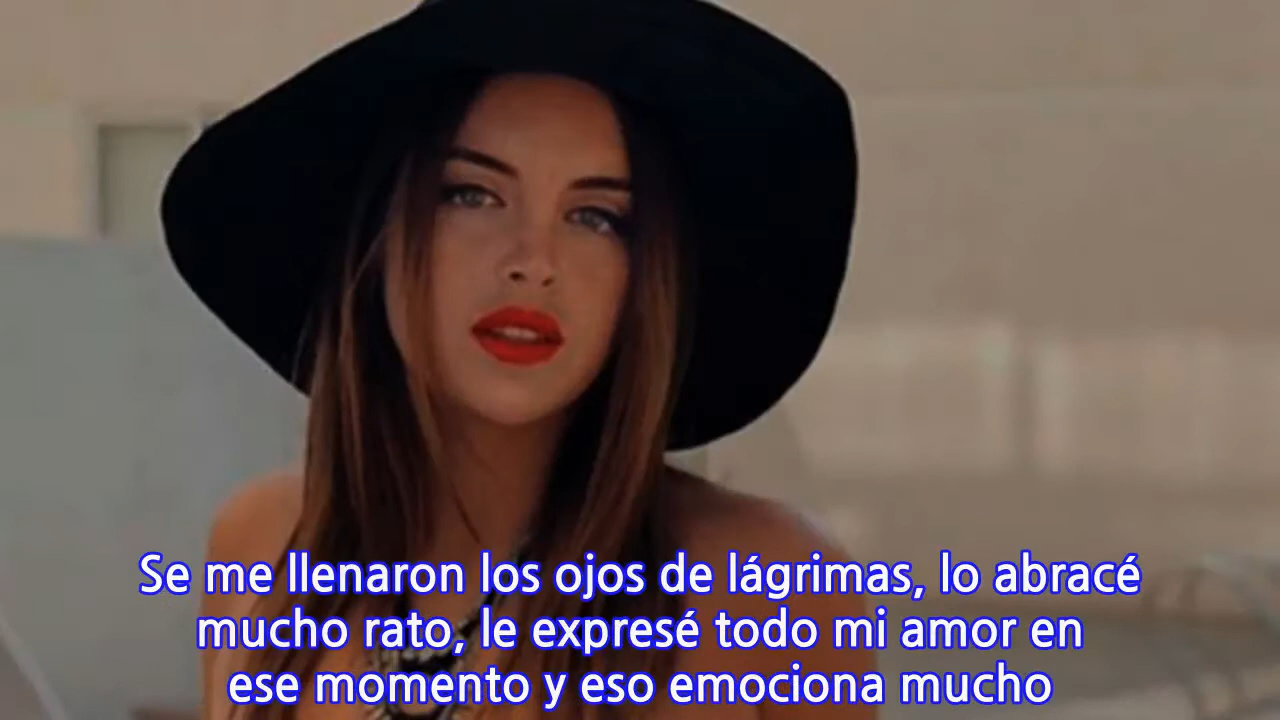 Se me llenaron los ojos de lágrimas, lo abracé
mucho rato, le expresé todo mi amor en
ese momento y eso emociona mucho